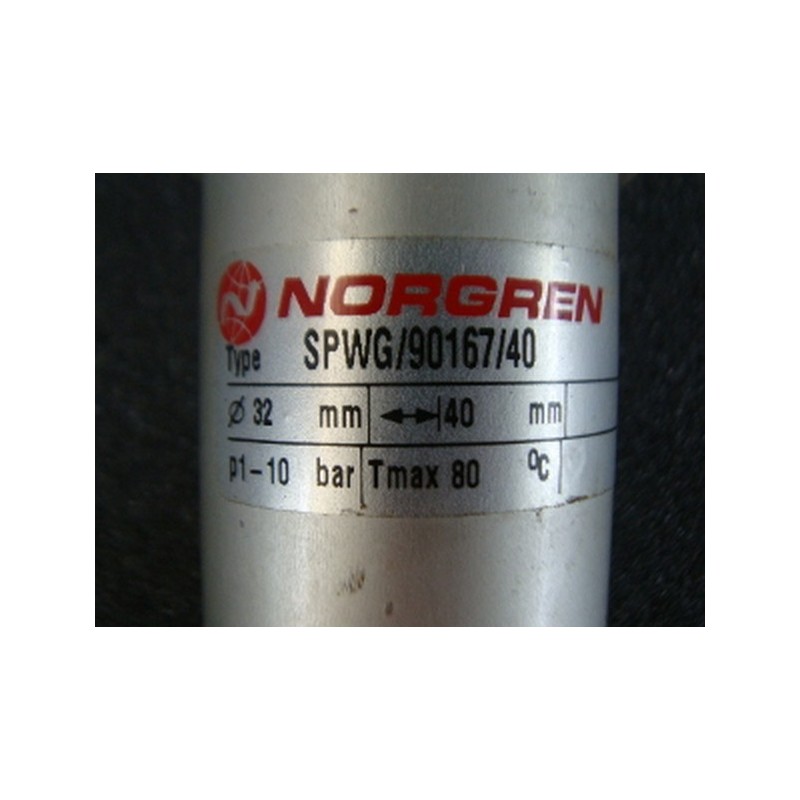 NORGREN
Type SPWG/90167/40
Ø 32 mm 40 mm
p1-10 bar Tmax 80 °C